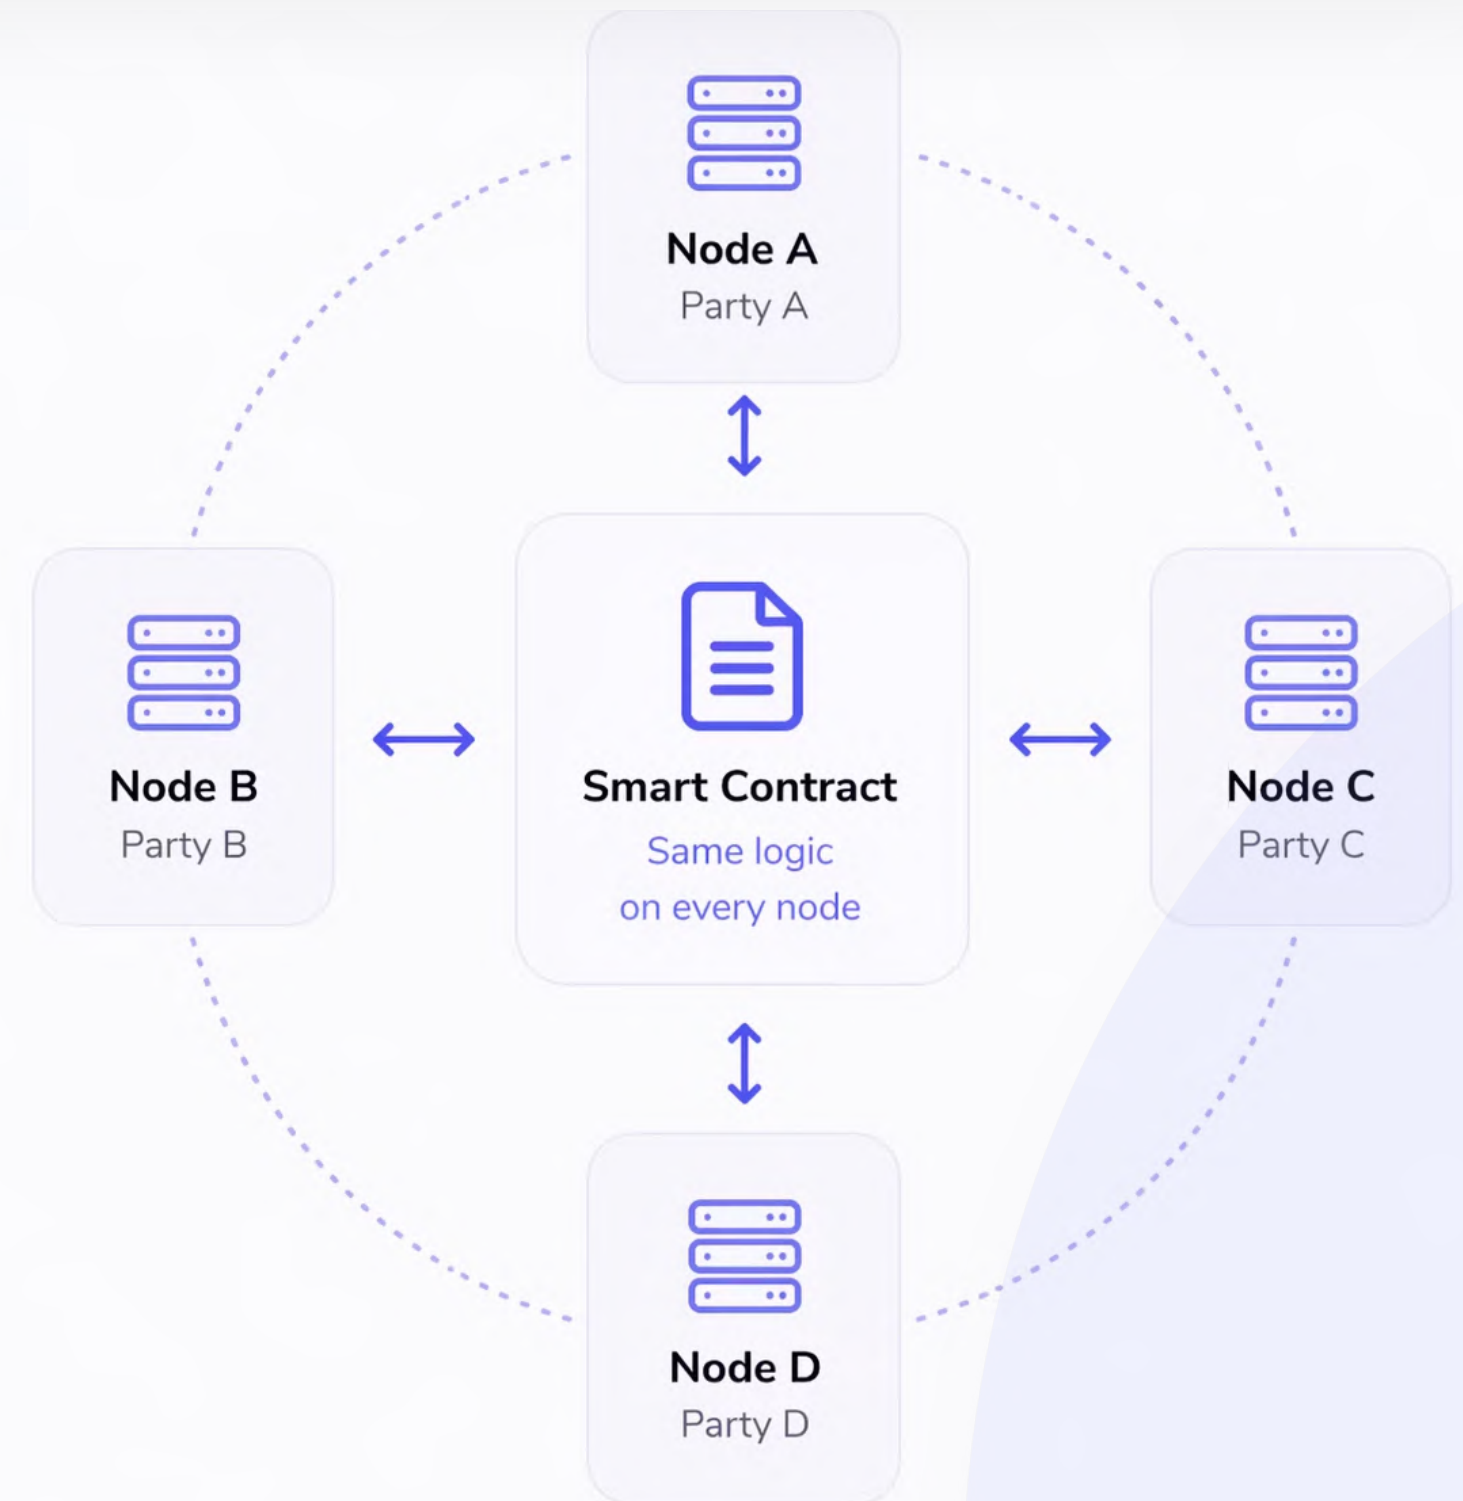 Node A
Party A
Node B
Party B
Smart Contract
Same logic
on every node
Node C
Party C
Node D
Party D